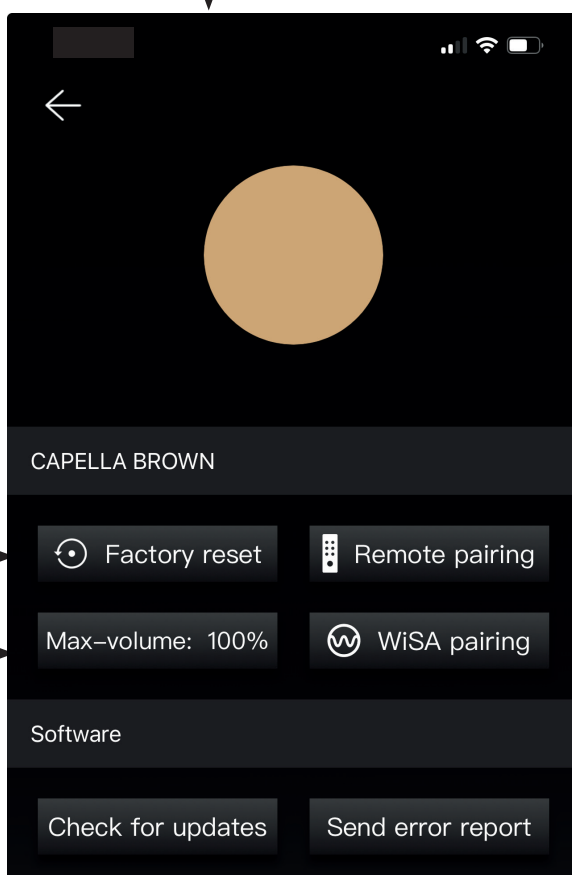 CAPELLA BROWN
Factory reset
Remote pairing
Max-volume: 100%
WiSA pairing
Software
Check for updates
Send error report